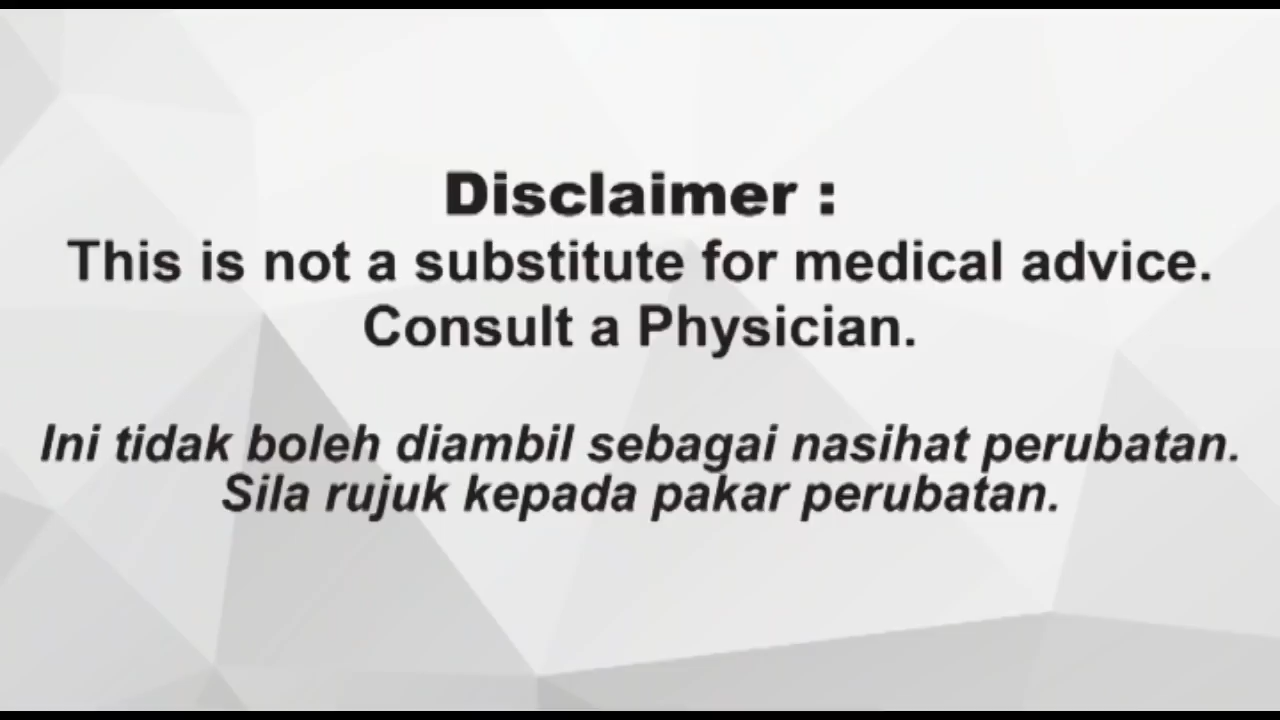 Disclaimer :
This is not a substitute for medical advice.
Consult a Physician.
Ini tidak boleh diambil sebagai nasihat perubatan.
Sila rujuk kepada pakar perubatan.